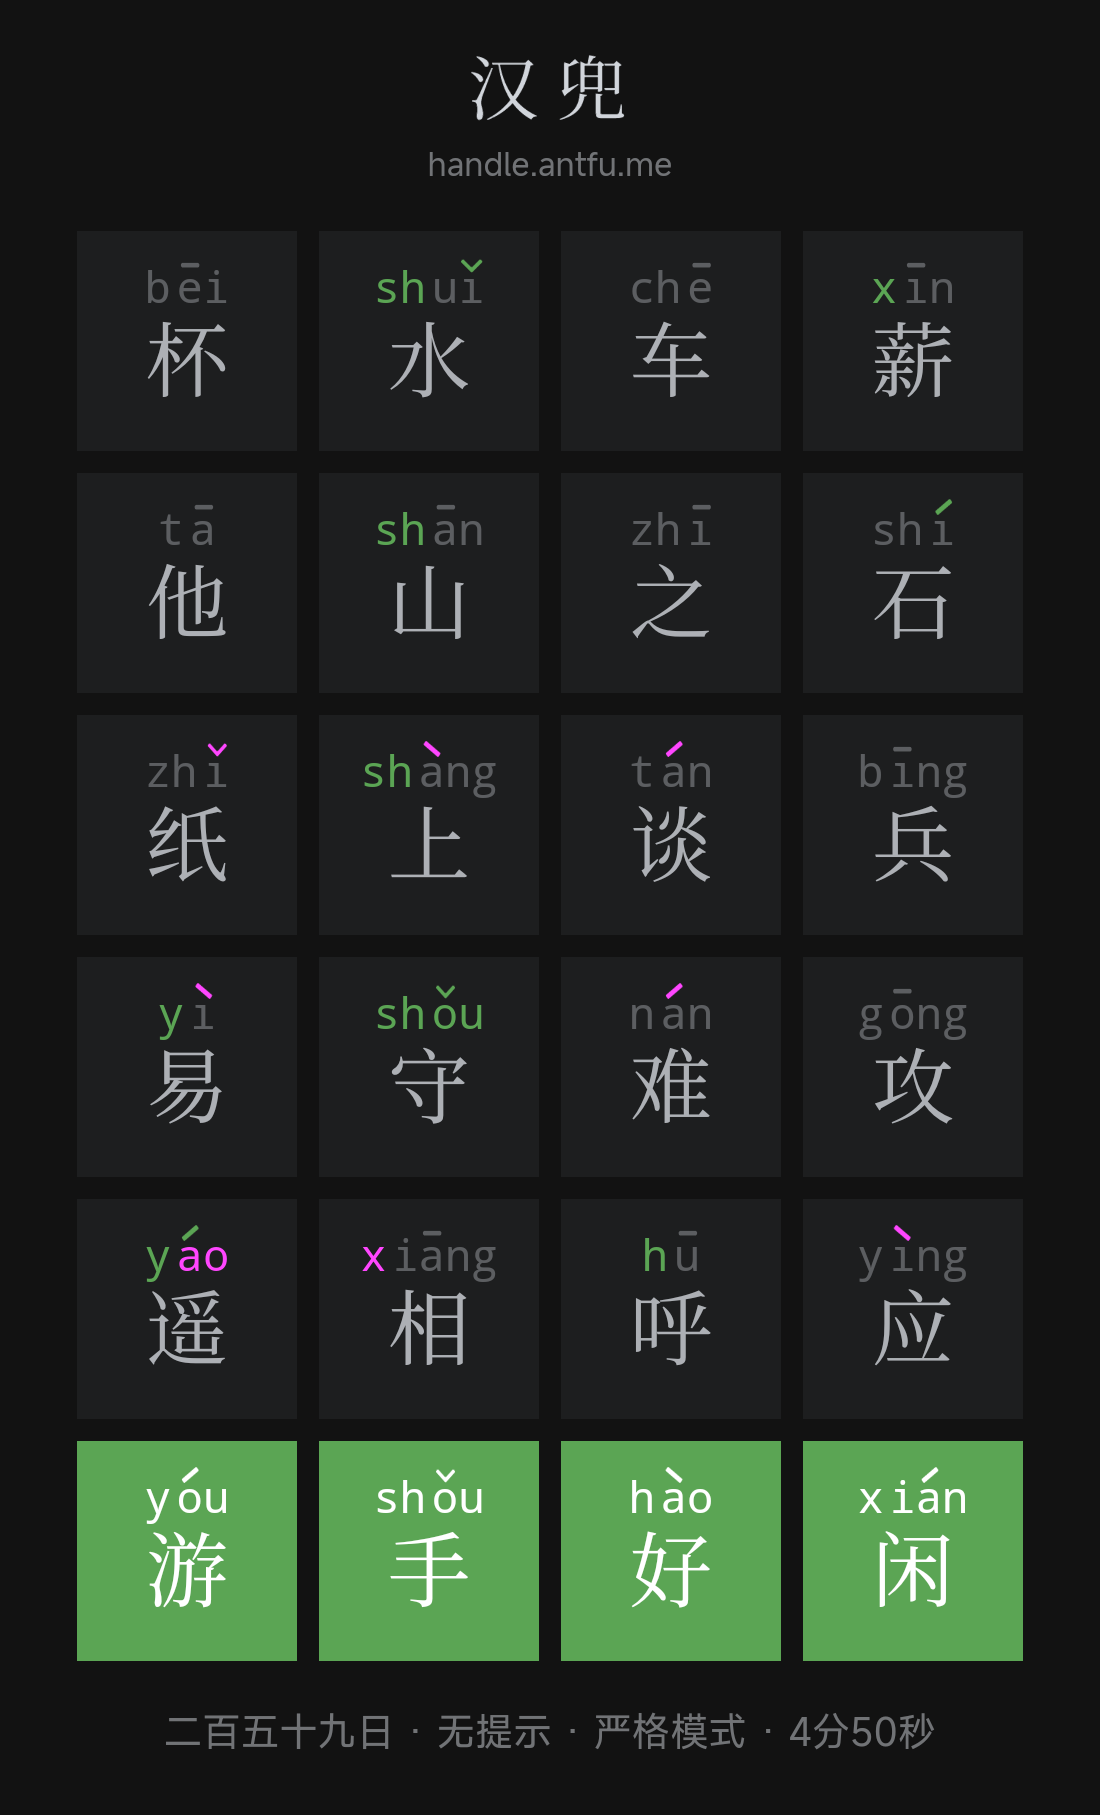 汉兜
handle.antfu.me
bēi shuǐ chē xīn
杯 水 车 薪
tā shān zhī shí
他 山 之 石
zhǐ shàng tán bīng
纸 上 谈 兵
yì shǒu nán gōng
易 守 难 攻
yáo xiāng hū yìng
遥 相 呼 应
yóu shǒu hào xián
游 手 好 闲
二百五十九日 · 无提示 · 严格模式 · 4分50秒